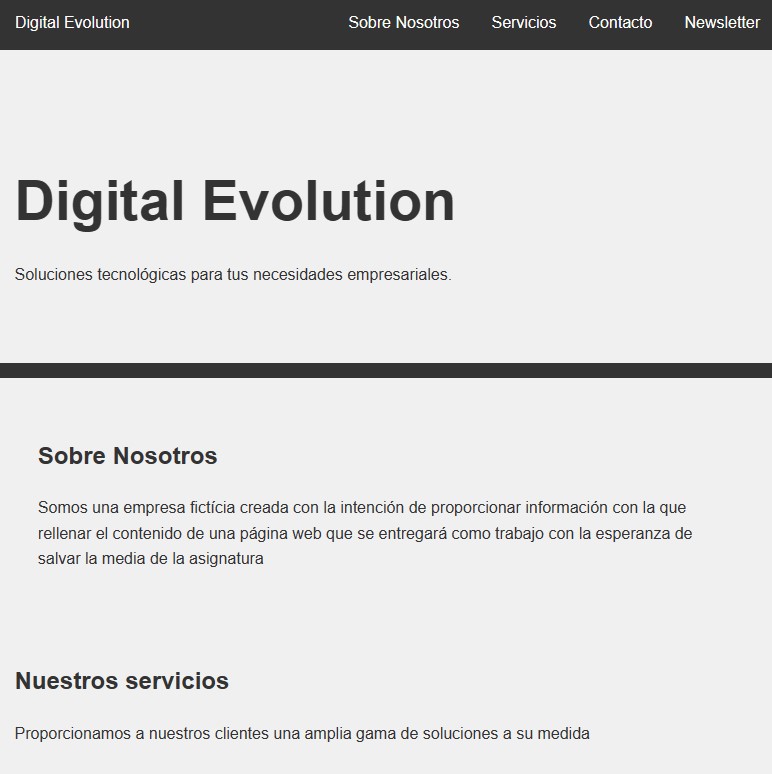 Digital Evolution Sobre Nosotros Servicios Contacto Newsletter
Digital Evolution
Soluciones tecnológicas para tus necesidades empresariales.
Sobre Nosotros
Somos una empresa fictícia creada con la intención de proporcionar información con la que
rellenar el contenido de una página web que se entregará como trabajo con la esperanza de
salvar la media de la asignatura
Nuestros servicios
Proporcionamos a nuestros clientes una amplia gama de soluciones a su medida